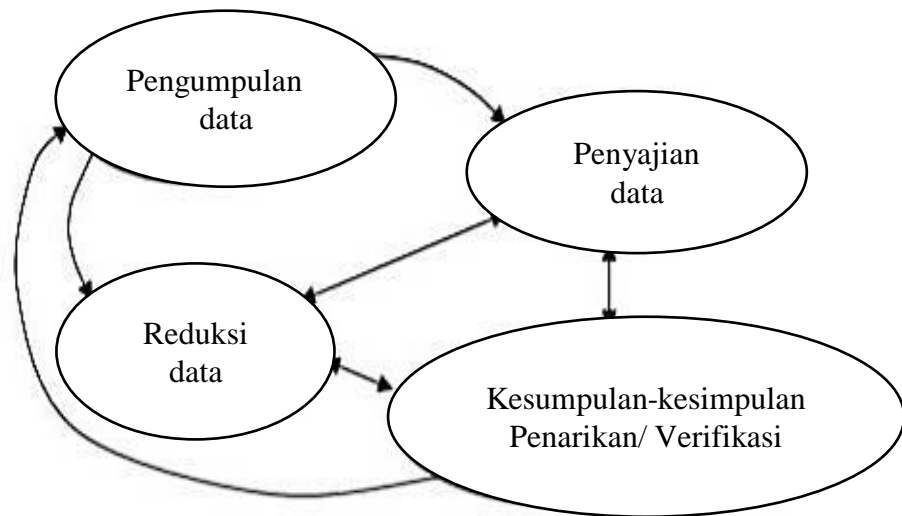 Pengumpulan
data
Penyajian
data
Reduksi
data
Kesumpulan-kesimpulan
Penarikan/ Verifikasi